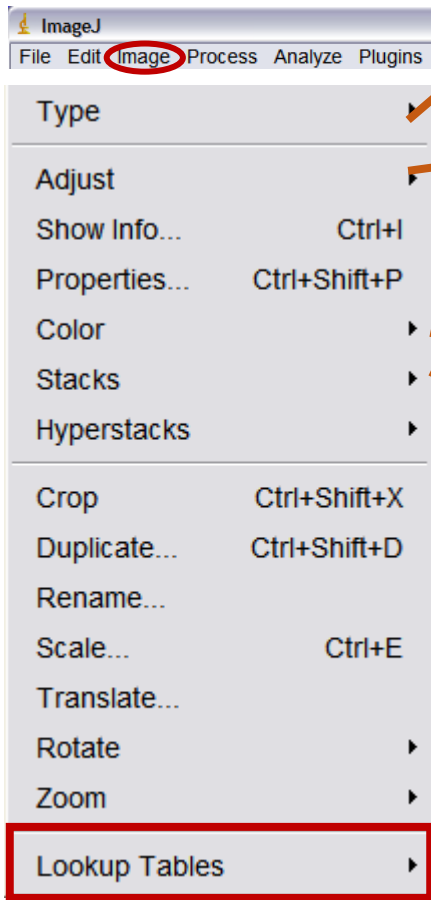 ImageJ
File Edit Image Process Analyze Plugins
Type
Adjust
Show Info... Ctrl+I
Properties... Ctrl+Shift+P
Color
Stacks
Hyperstacks
Crop Ctrl+Shift+X
Duplicate... Ctrl+Shift+D
Rename...
Scale... Ctrl+E
Translate...
Rotate
Zoom
Lookup Tables